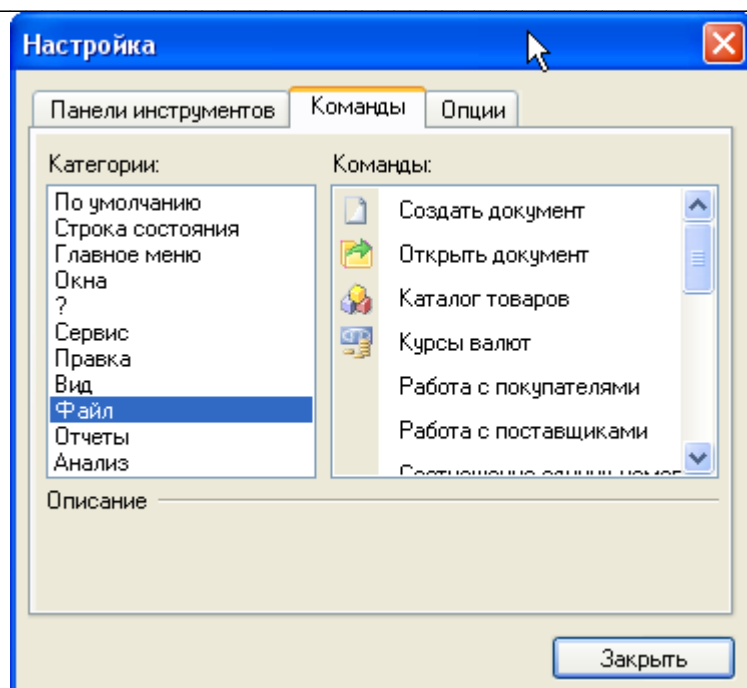 Настройка
Панели инструментов
Команды
Опции
Категории:
Команды:
По умолчанию
Строка состояния
Главное меню
Окна
?
Сервис
Правка
Вид
Файл
Отчеты
Анализ
Создать документ
Открыть документ
Каталог товаров
Курсы валют
Работа с покупателями
Работа с поставщиками
Описание
Закрыть